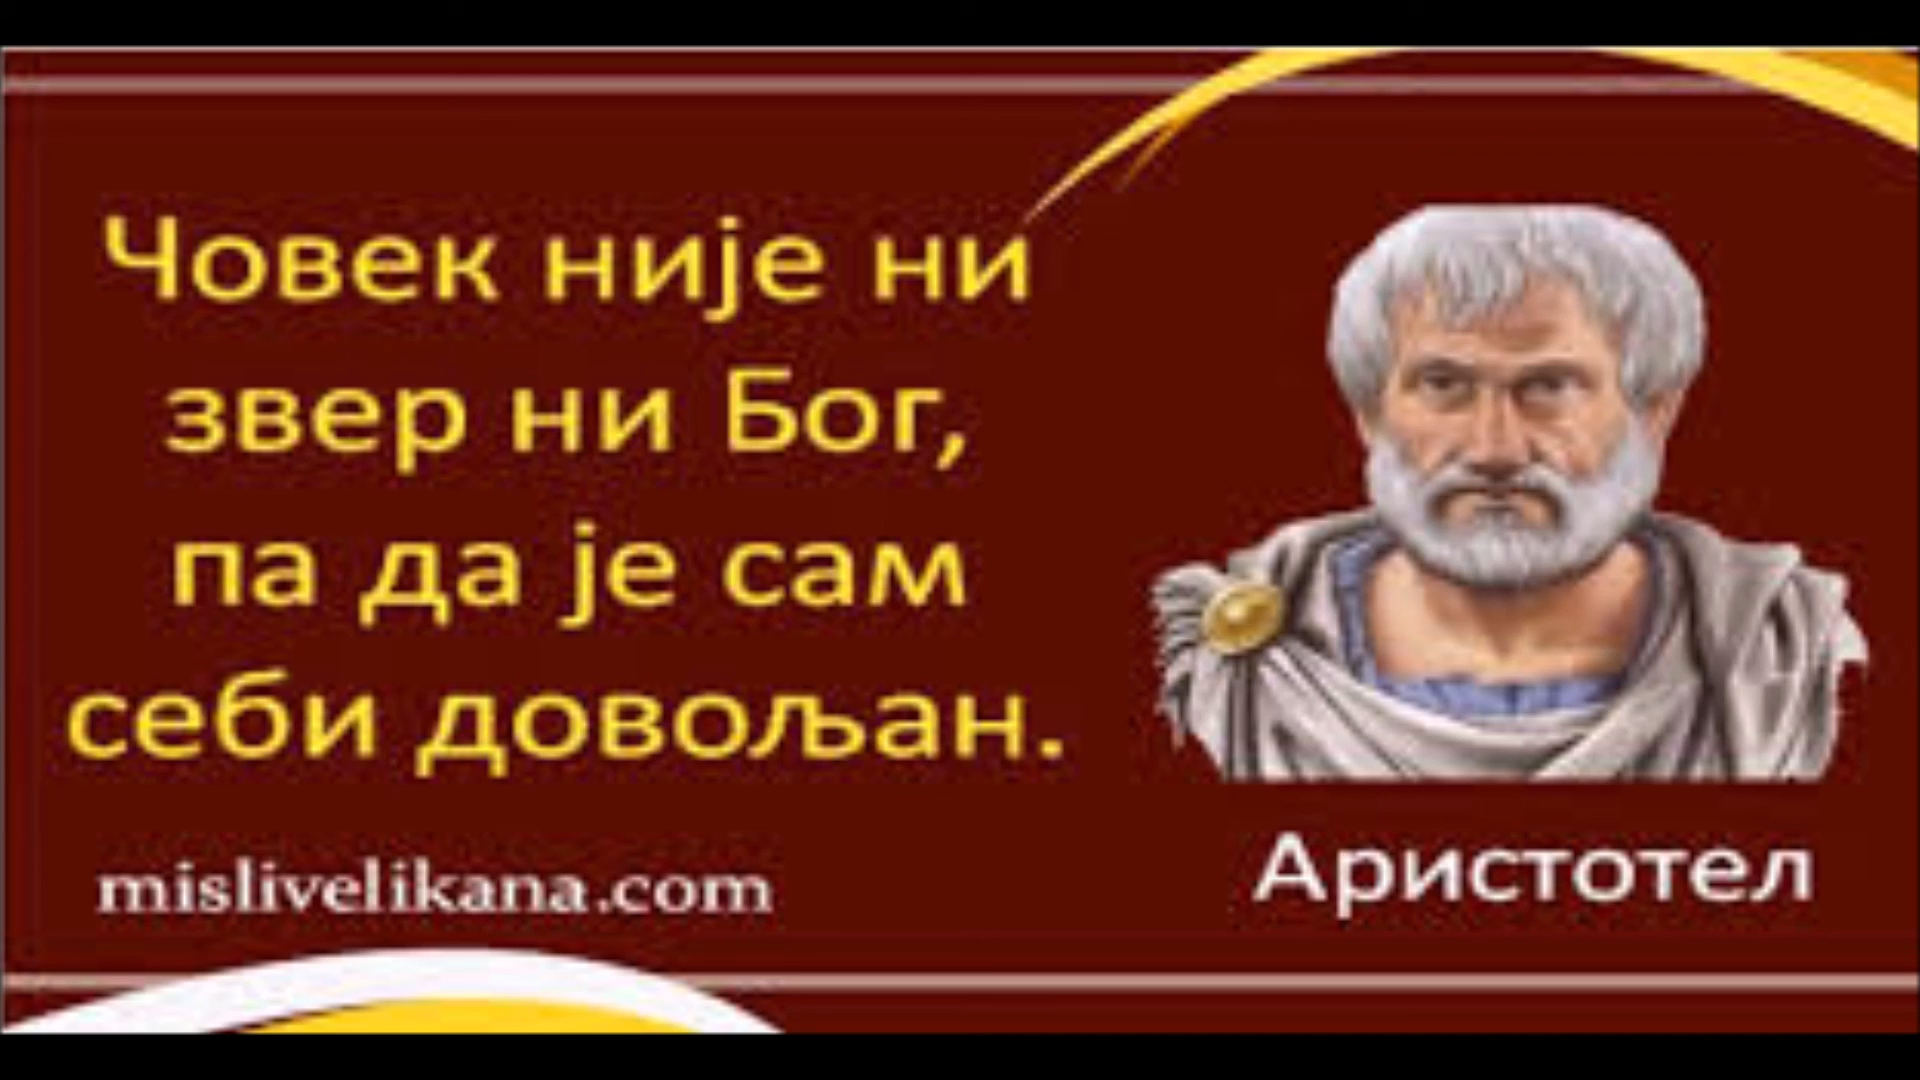 Човек није ни
звер ни Бог,
па да је сам
себи довољан.
mislivelikana.com
Аристотел